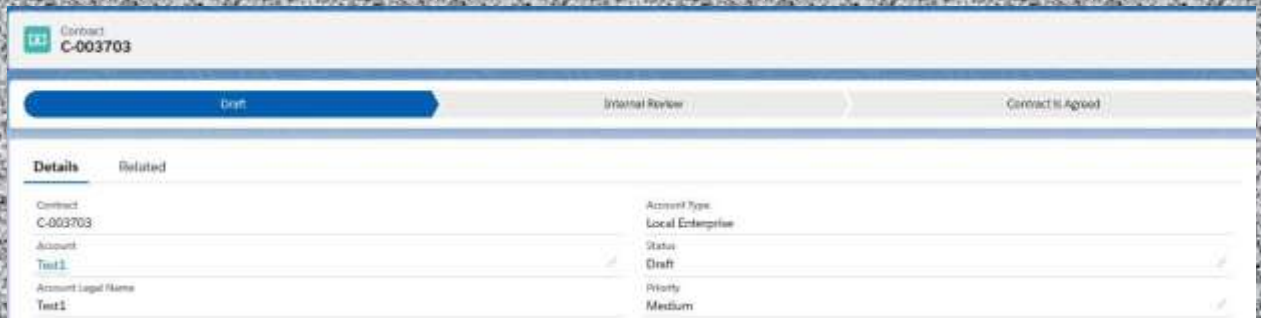 Contract
C-003703
Draft
Internal Review
Contract Is Agreed
Details
Related
Contract
C-003703
Account Type
Local Enterprise
Account
Test1
Status
Draft
Account Legal Name
Test1
Priority
Medium